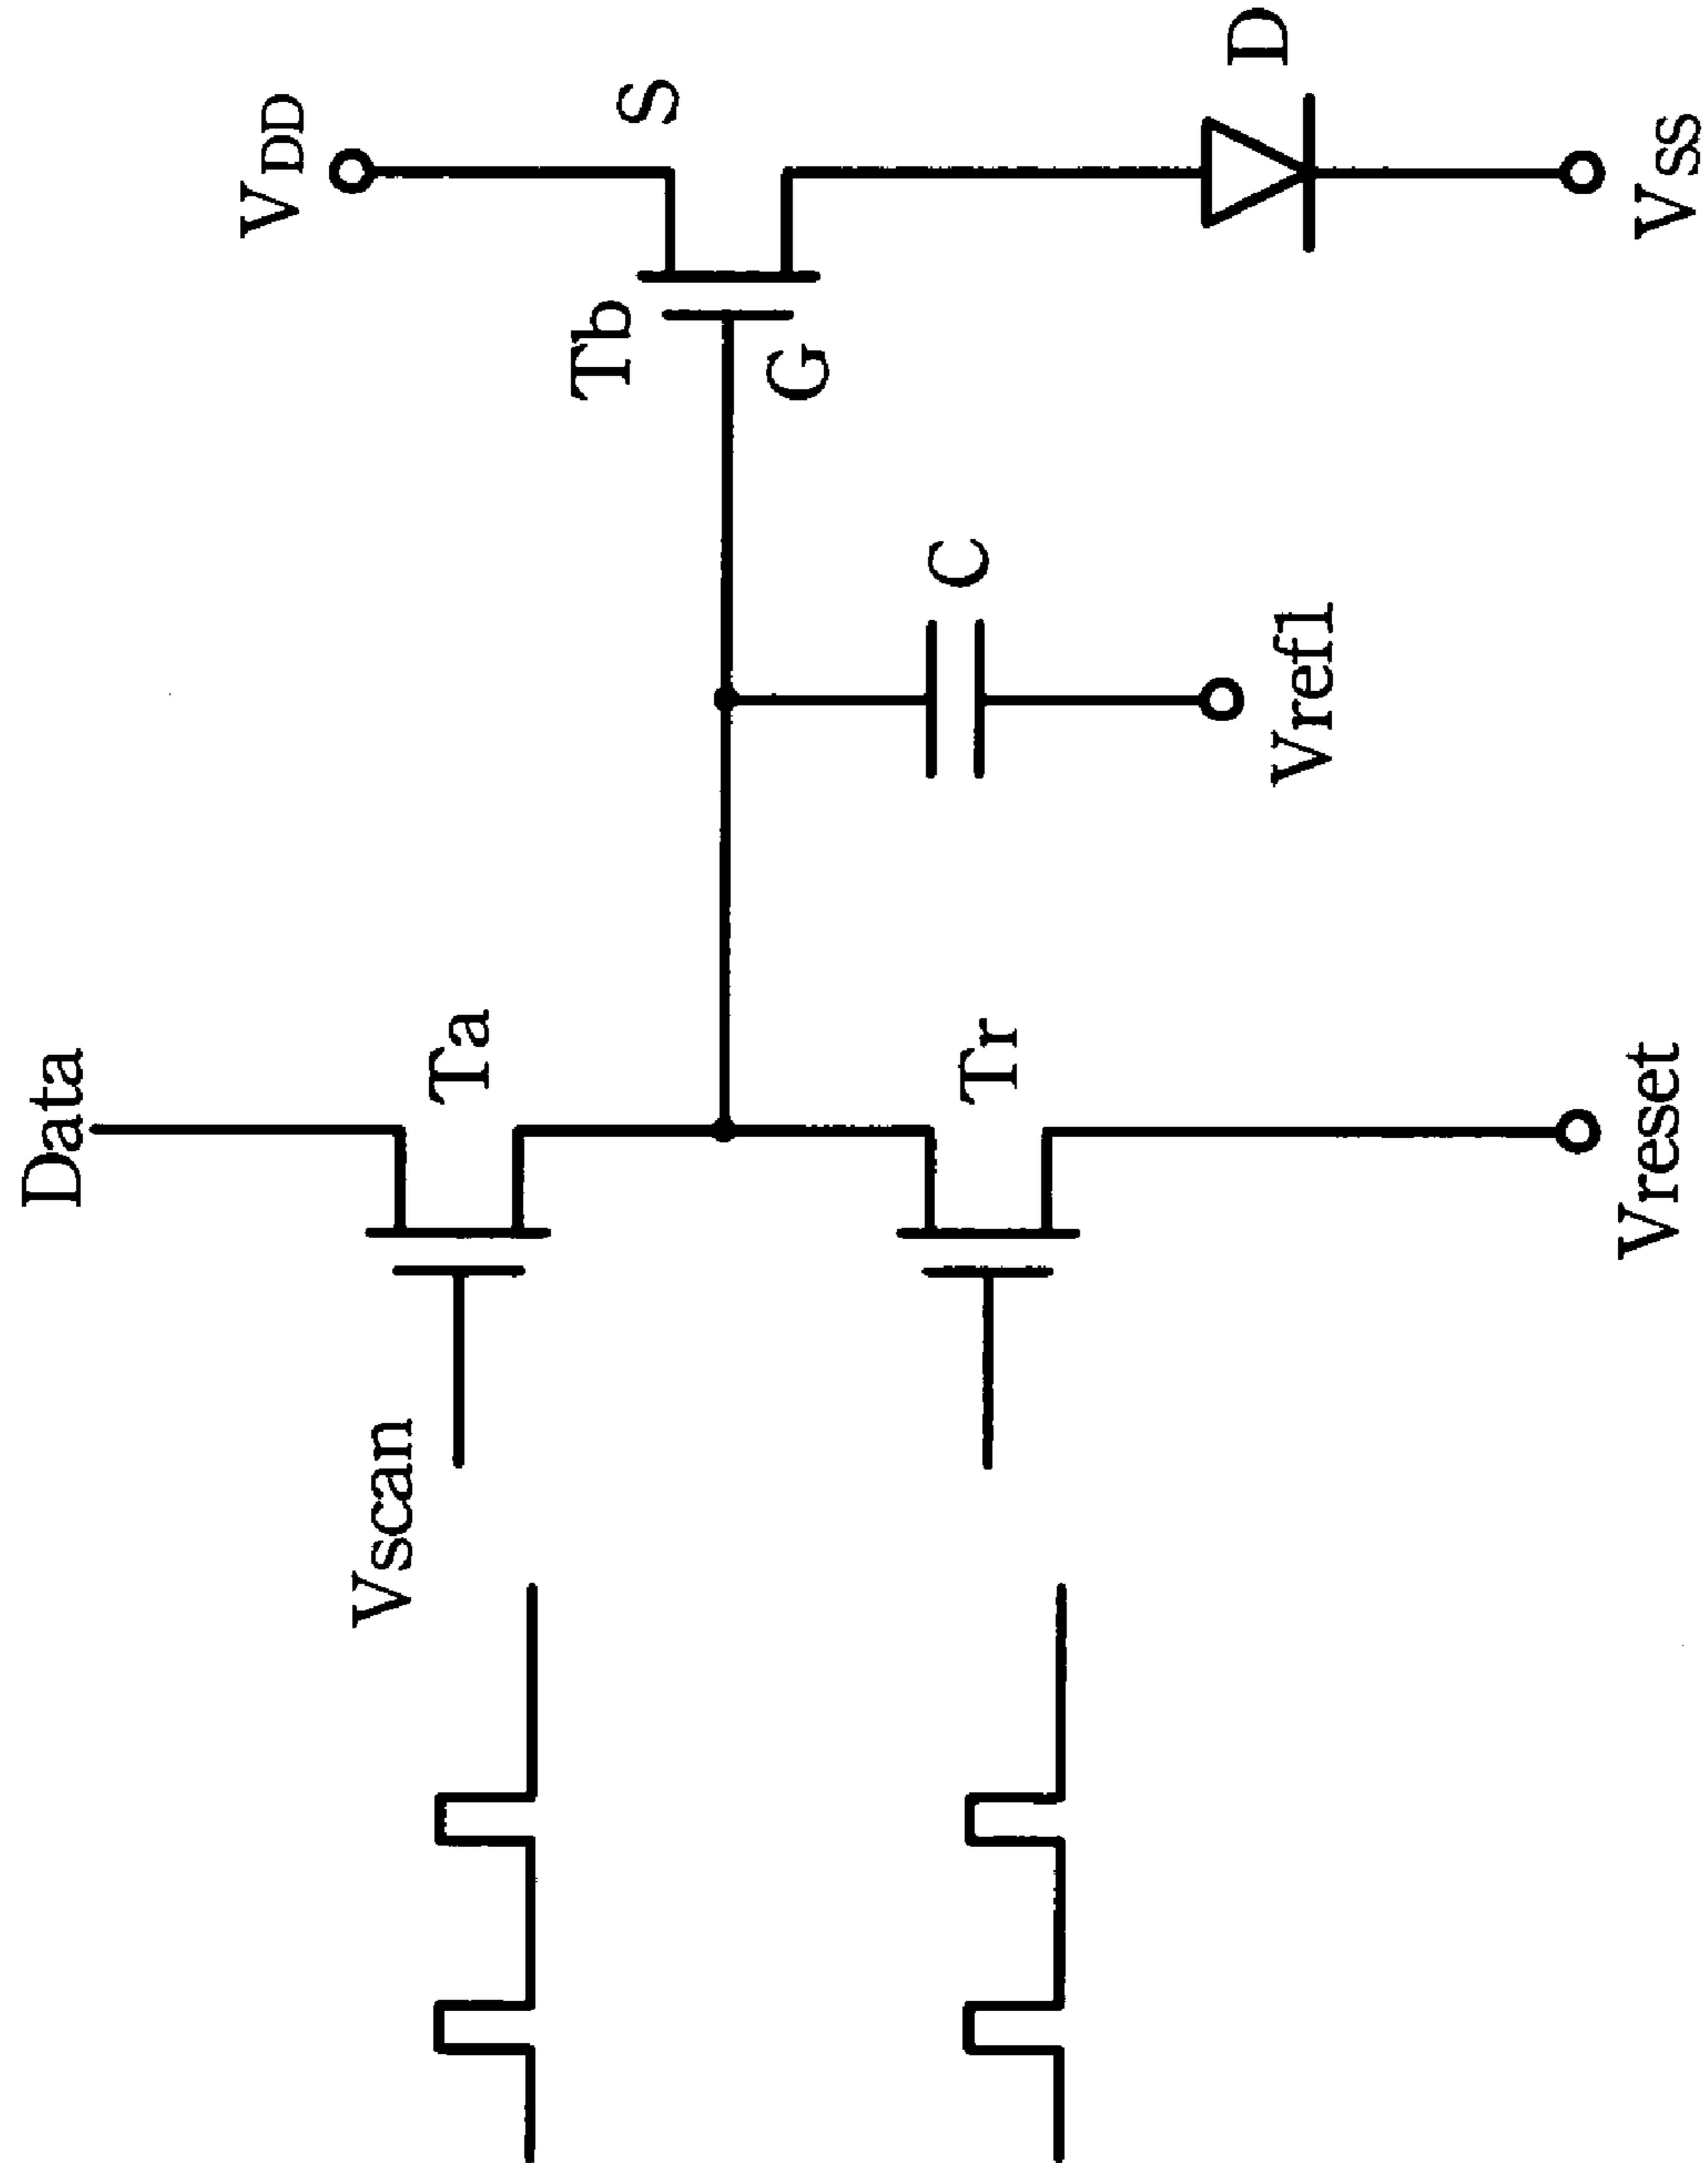 Data
VDD
Vscan
Ta
Tb
S
G
C
Tr
D
Vref1
Vreset
VSS